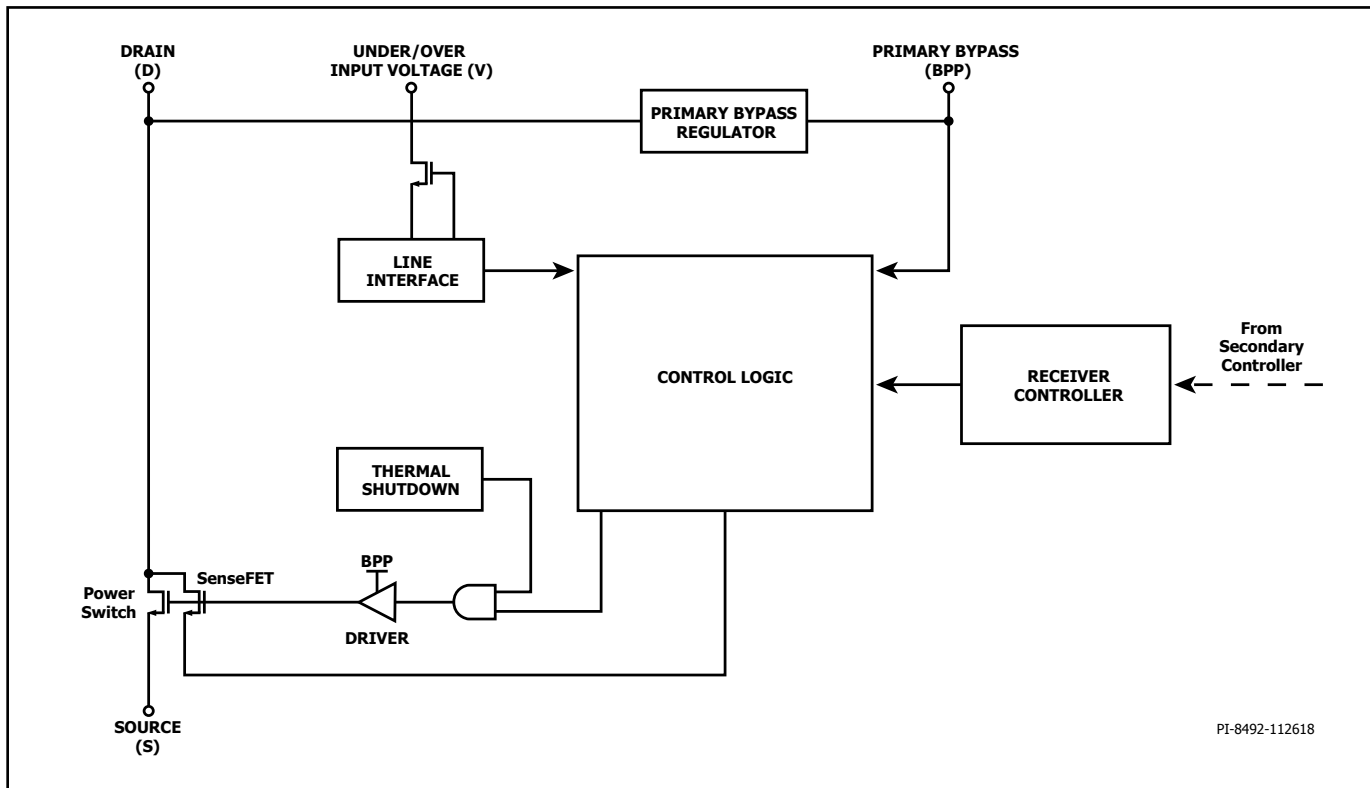 DRAIN
(D)
UNDER/OVER
INPUT VOLTAGE (V)
PRIMARY BYPASS
(BPP)
PRIMARY BYPASS
REGULATOR
LINE
INTERFACE
CONTROL LOGIC
RECEIVER
CONTROLLER
From
Secondary
Controller
THERMAL
SHUTDOWN
BPP
SenseFET
Power
Switch
DRIVER
SOURCE
(S)
PI-8492-112618